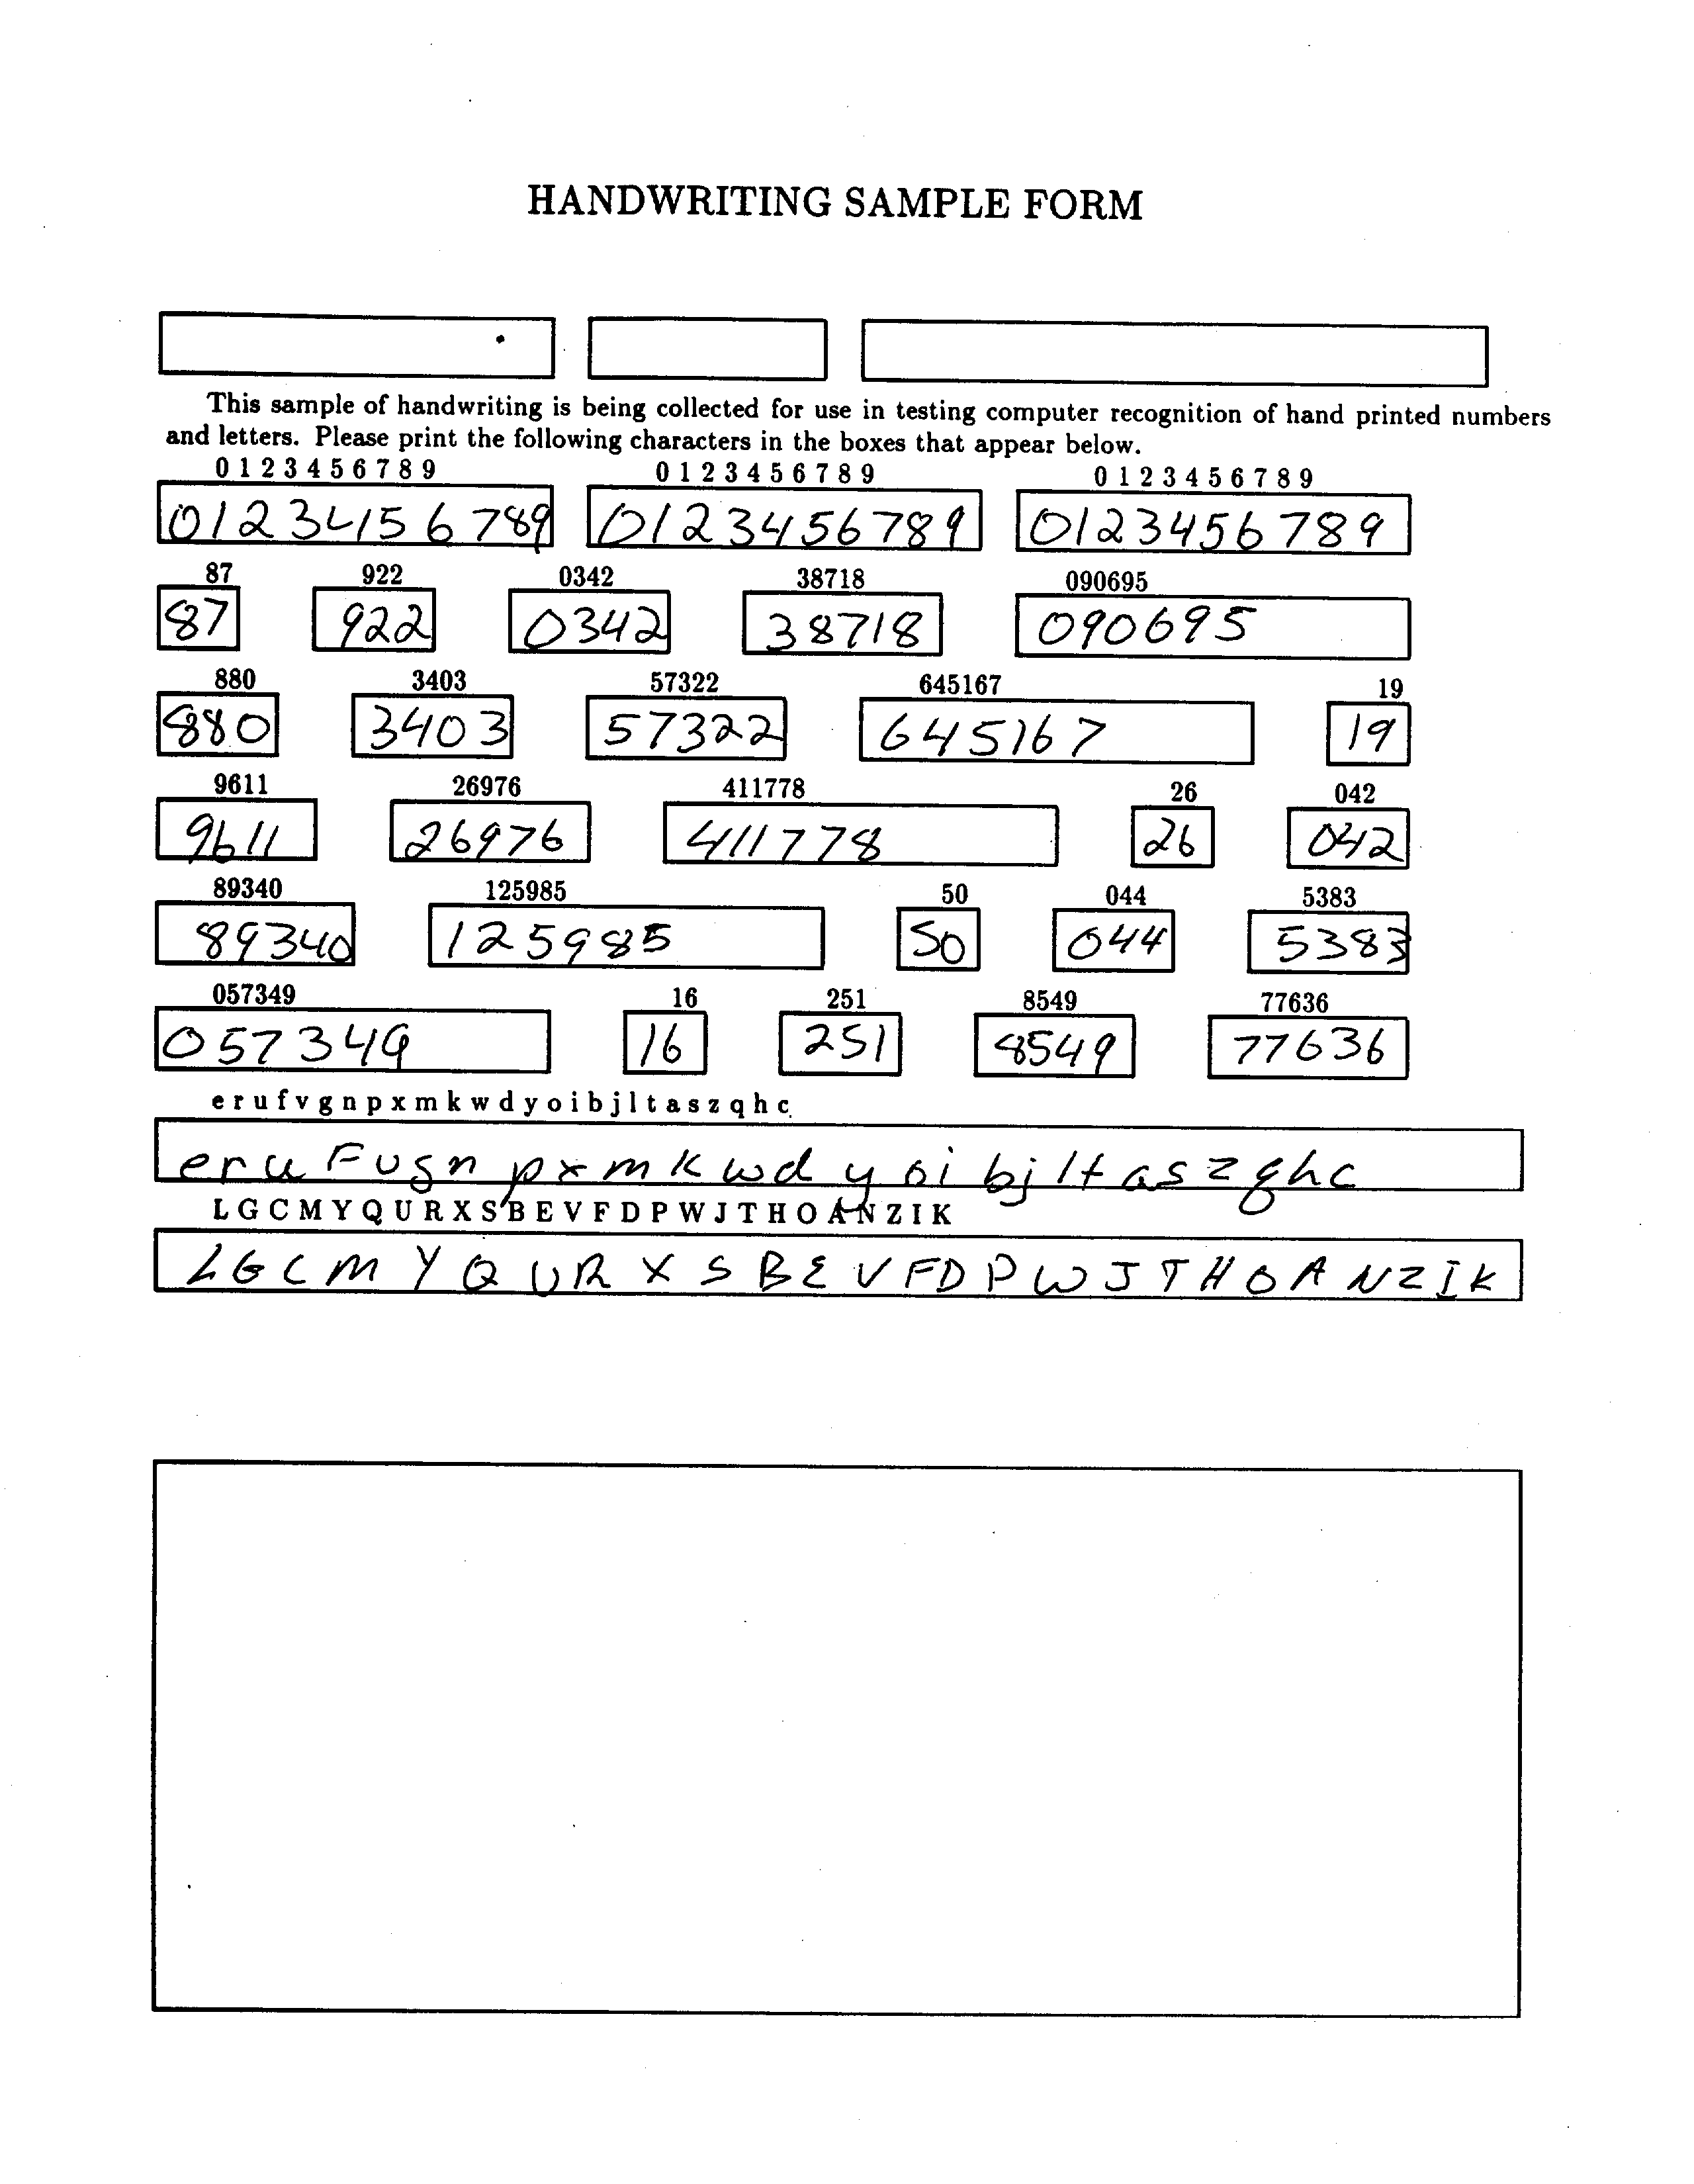 HANDWRITING SAMPLE FORM
This sample of handwriting is being collected for use in testing computer recognition of hand printed numbers
and letters. Please print the following characters in the boxes that appear below.
0 1 2 3 4 5 6 7 8 9 0 1 2 3 4 5 6 7 8 9 0 1 2 3 4 5 6 7 8 9
0123456789 0123456789 0123456789
87 922 0342 38718 090695
87 922 0342 38718 090695
880 3403 57322 645167 19
880 3403 57322 645167 19
9611 26976 411778 26 042
9611 26976 411778 26 042
89340 125985 50 044 5383
89340 125985 50 044 5383
057349 16 251 8549 77636
057349 16 251 8549 77636
e r u f v g n p x m k w d y o i b j l t a s z q h c
e r u F v g n p x m k w d y o i b j l t a s z q h c
L G C M Y Q U R X S B E V F D P W J T H O A N Z I K
L G C M Y Q U R X S B E V F D P W J T H O A N Z I K